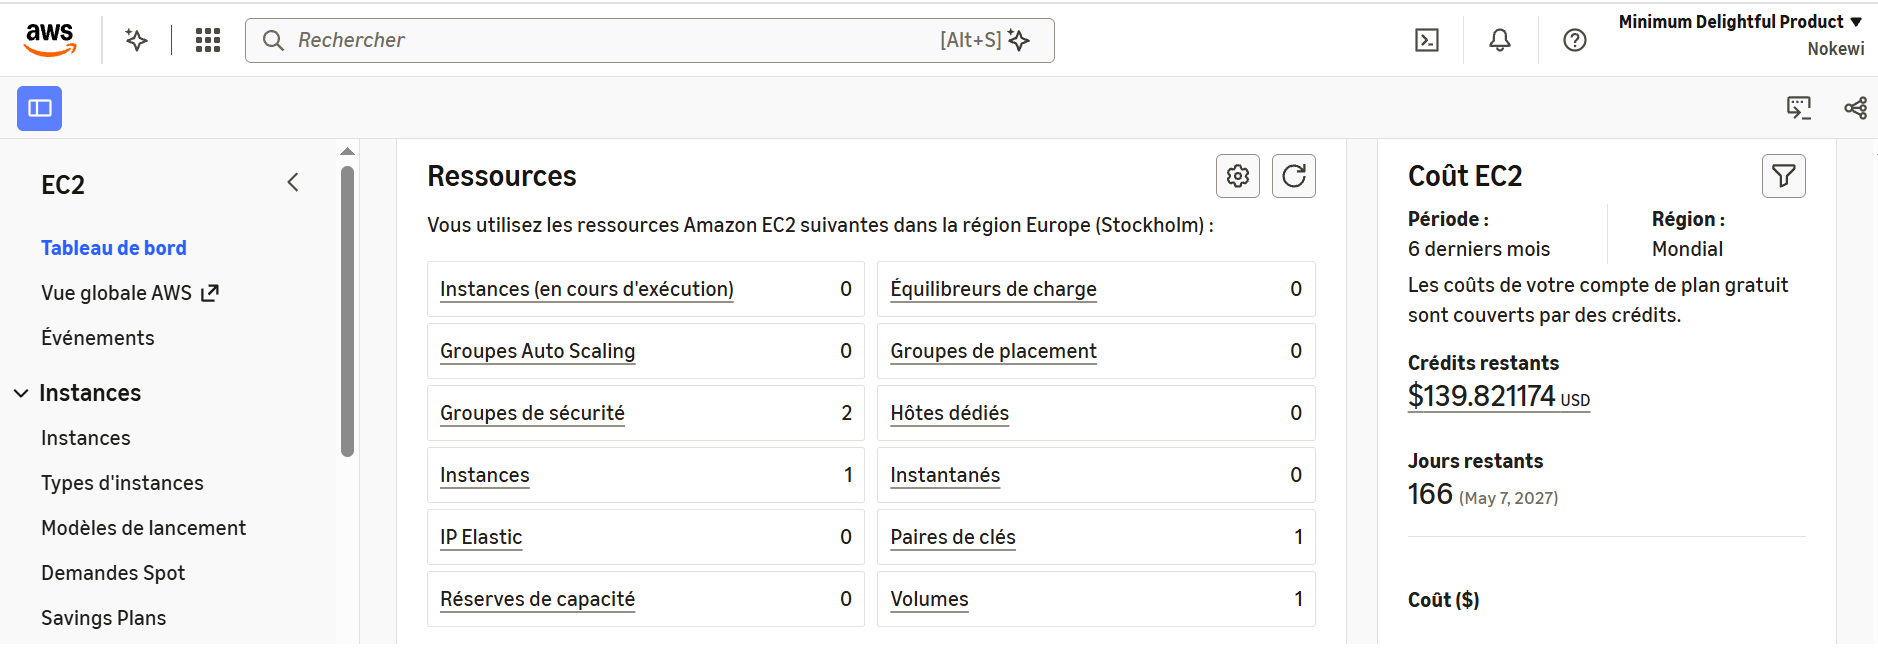 aws
Rechercher
[Alt+S]
Minimum Delightful Product
Nokewi
EC2
Tableau de bord
Vue globale AWS
Événements
Instances
Instances
Types d'instances
Modèles de lancement
Demandes Spot
Savings Plans
Ressources
Vous utilisez les ressources Amazon EC2 suivantes dans la région Europe (Stockholm) :
Instances (en cours d'exécution) 0
Équilibreurs de charge 0
Groupes Auto Scaling 0
Groupes de placement 0
Groupes de sécurité 2
Hôtes dédiés 0
Instances 1
Instantanés 0
IP Elastic 0
Paires de clés 1
Réserves de capacité 0
Volumes 1
Coût EC2
Période :
6 derniers mois
Région :
Mondial
Les coûts de votre compte de plan gratuit
sont couverts par des crédits.
Crédits restants
$139.821174 USD
Jours restants
166 (May 7, 2027)
Coût ($)